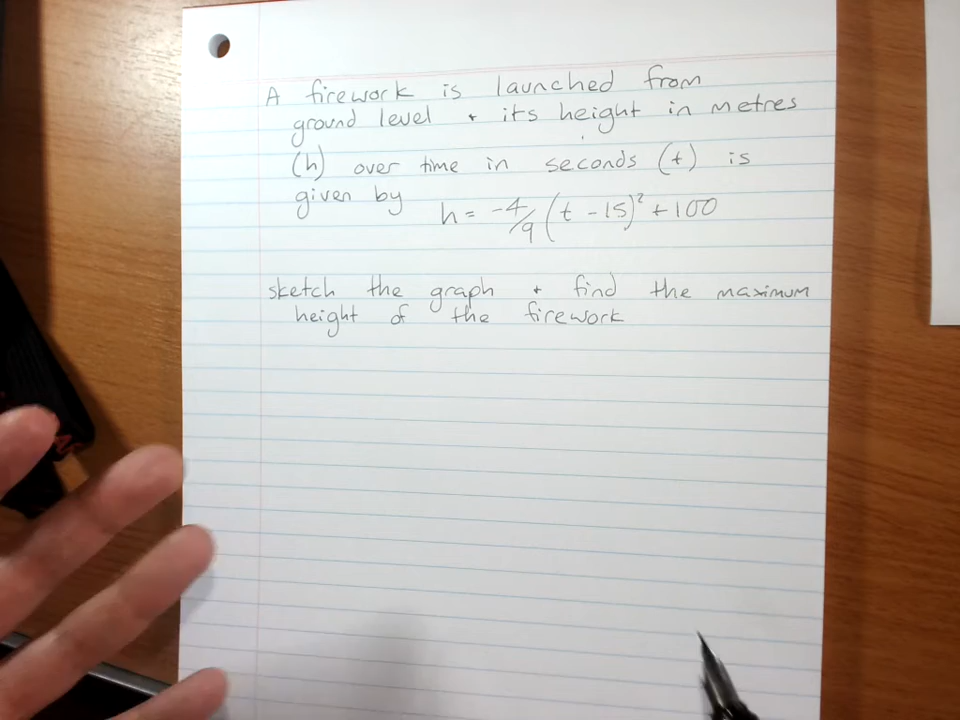 A firework is launched from
ground level + its height in metres
(h) over time in seconds (t) is
given by h = -4/9 (t - 15)² + 100
sketch the graph + find the maximum
height of the firework